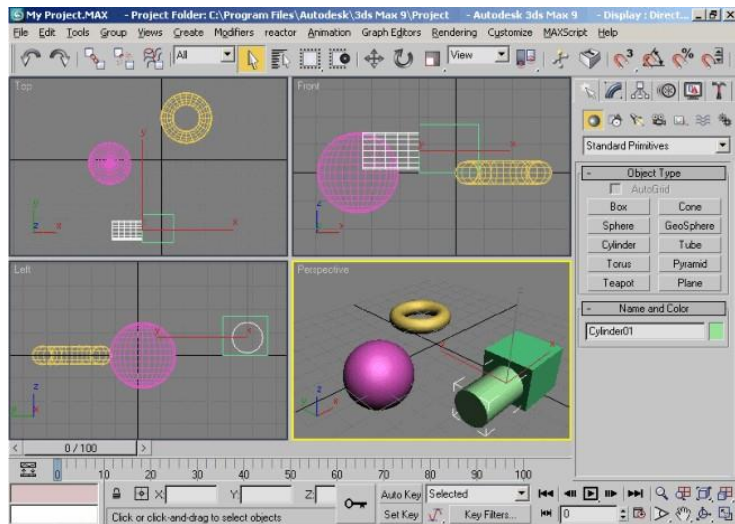 My Project.MAX - Project Folder: C:\Program Files\Autodesk\3ds Max 9\Project - Autodesk 3ds Max 9 - Display : Direct...
File Edit Tools Group Views Create Modifiers reactor Animation Graph Editors Rendering Customize MAXScript Help
All View 3
Top Front
y
x
z
x
x
z
x
Standard Primitives
- Object Type
AutoGrid
Box Cone
Sphere GeoSphere
Cylinder Tube
Torus Pyramid
Teapot Plane
- Name and Color
Cylinder01
Left Perspective
y x
z
x
z
x
< 0 / 100 >
0 10 20 30 40 50 60 70 80 90 100
X: Y: Z: Auto Key Selected
Click or click-and-drag to select objects Set Key Key Filters... 0